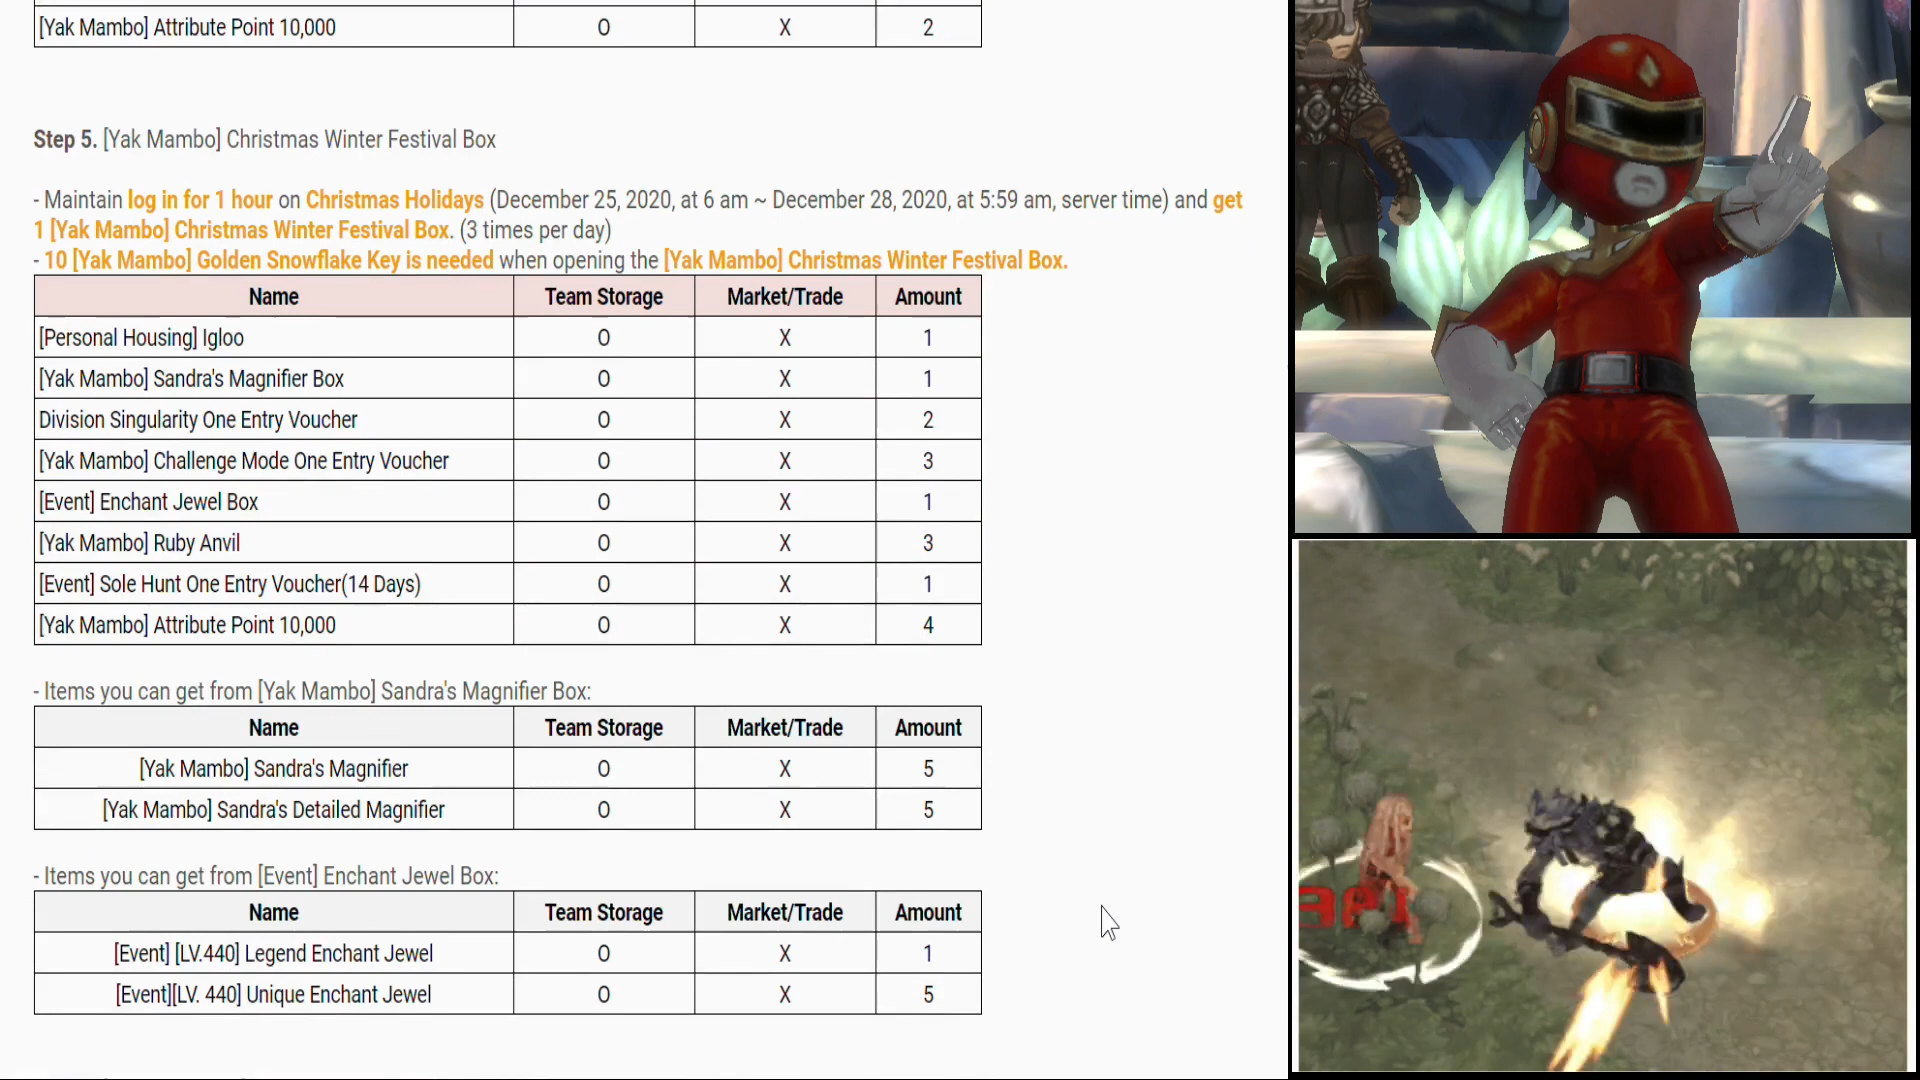 [Yak Mambo] Attribute Point 10,000 O X 2
Step 5. [Yak Mambo] Christmas Winter Festival Box
- Maintain log in for 1 hour on Christmas Holidays (December 25, 2020, at 6 am ~ December 28, 2020, at 5:59 am, server time) and get
1 [Yak Mambo] Christmas Winter Festival Box. (3 times per day)
- 10 [Yak Mambo] Golden Snowflake Key is needed when opening the [Yak Mambo] Christmas Winter Festival Box.
Name Team Storage Market/Trade Amount
[Personal Housing] Igloo O X 1
[Yak Mambo] Sandra's Magnifier Box O X 1
Division Singularity One Entry Voucher O X 2
[Yak Mambo] Challenge Mode One Entry Voucher O X 3
[Event] Enchant Jewel Box O X 1
[Yak Mambo] Ruby Anvil O X 3
[Event] Sole Hunt One Entry Voucher(14 Days) O X 1
[Yak Mambo] Attribute Point 10,000 O X 4
- Items you can get from [Yak Mambo] Sandra's Magnifier Box:
Name Team Storage Market/Trade Amount
[Yak Mambo] Sandra's Magnifier O X 5
[Yak Mambo] Sandra's Detailed Magnifier O X 5
- Items you can get from [Event] Enchant Jewel Box:
Name Team Storage Market/Trade Amount
[Event] [LV.440] Legend Enchant Jewel O X 1
[Event][LV. 440] Unique Enchant Jewel O X 5